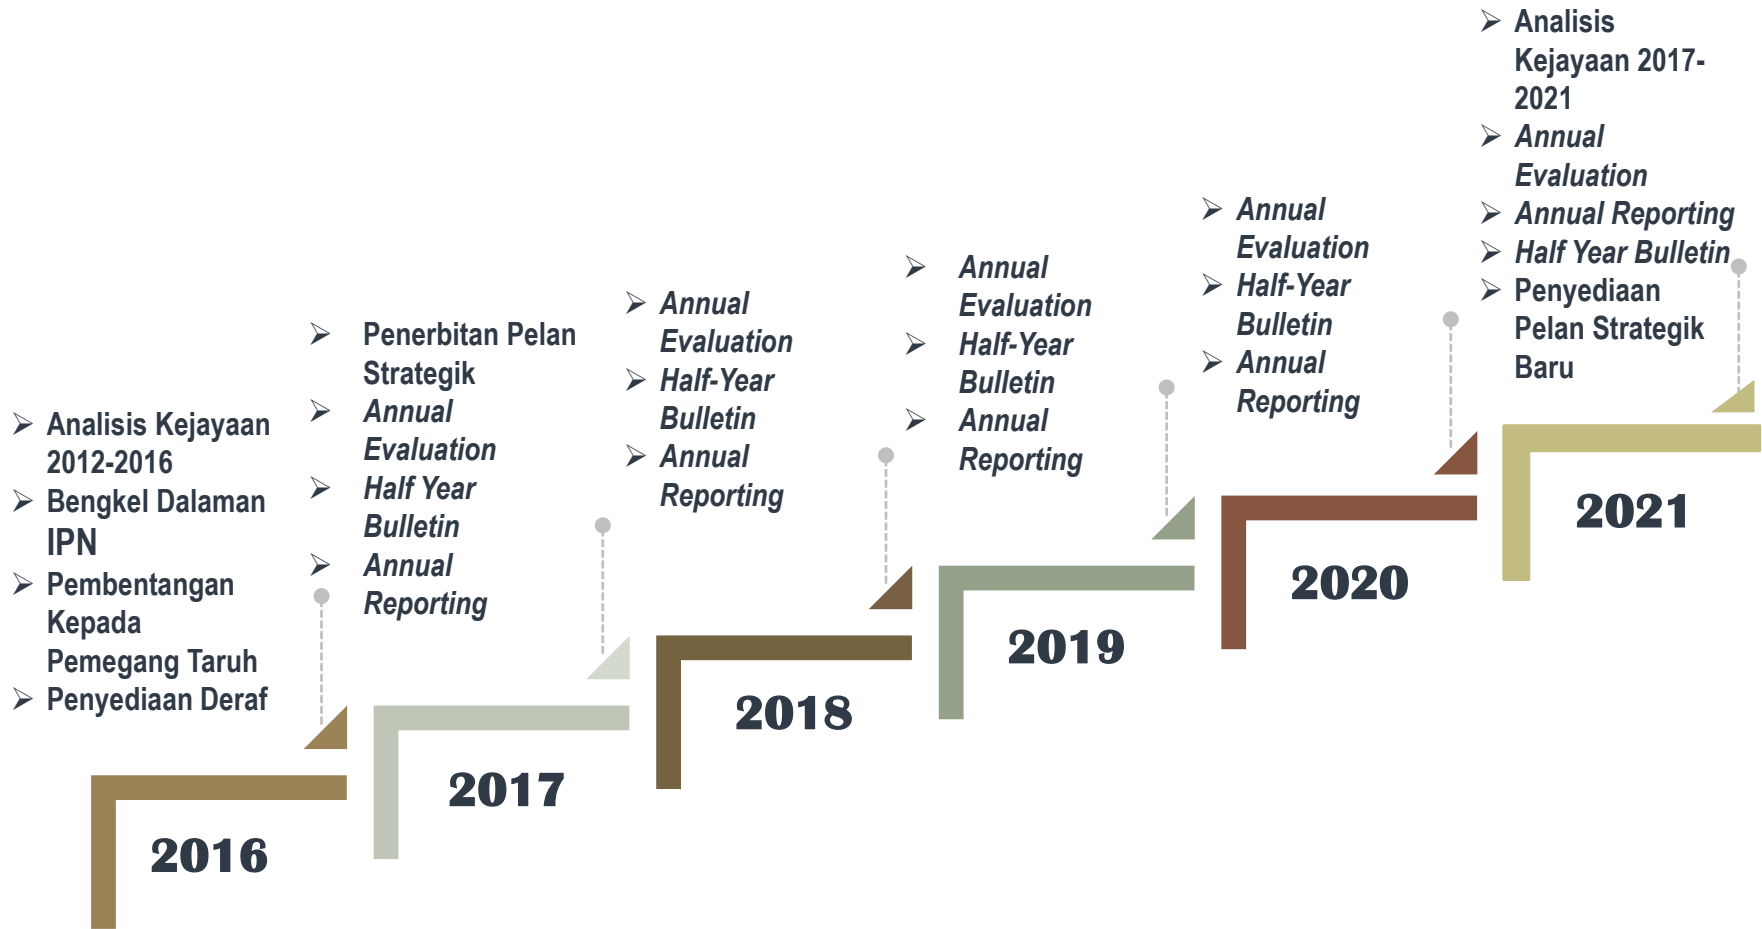 ➢ Analisis Kejayaan
2012-2016
➢ Bengkel Dalaman
IPN
➢ Pembentangan
Kepada
Pemegang Taruh
➢ Penyediaan Deraf
2016
➢ Penerbitan Pelan
Strategik
➢ Annual
Evaluation
➢ Half Year
Bulletin
➢ Annual
Reporting
2017
➢ Annual
Evaluation
➢ Half-Year
Bulletin
➢ Annual
Reporting
2018
➢ Annual
Evaluation
➢ Half-Year
Bulletin
➢ Annual
Reporting
2019
➢ Annual
Evaluation
➢ Half-Year
Bulletin
➢ Annual
Reporting
2020
➢ Analisis
Kejayaan 2017-
2021
➢ Annual
Evaluation
➢ Annual Reporting
➢ Half Year Bulletin
➢ Penyediaan
Pelan Strategik
Baru
2021